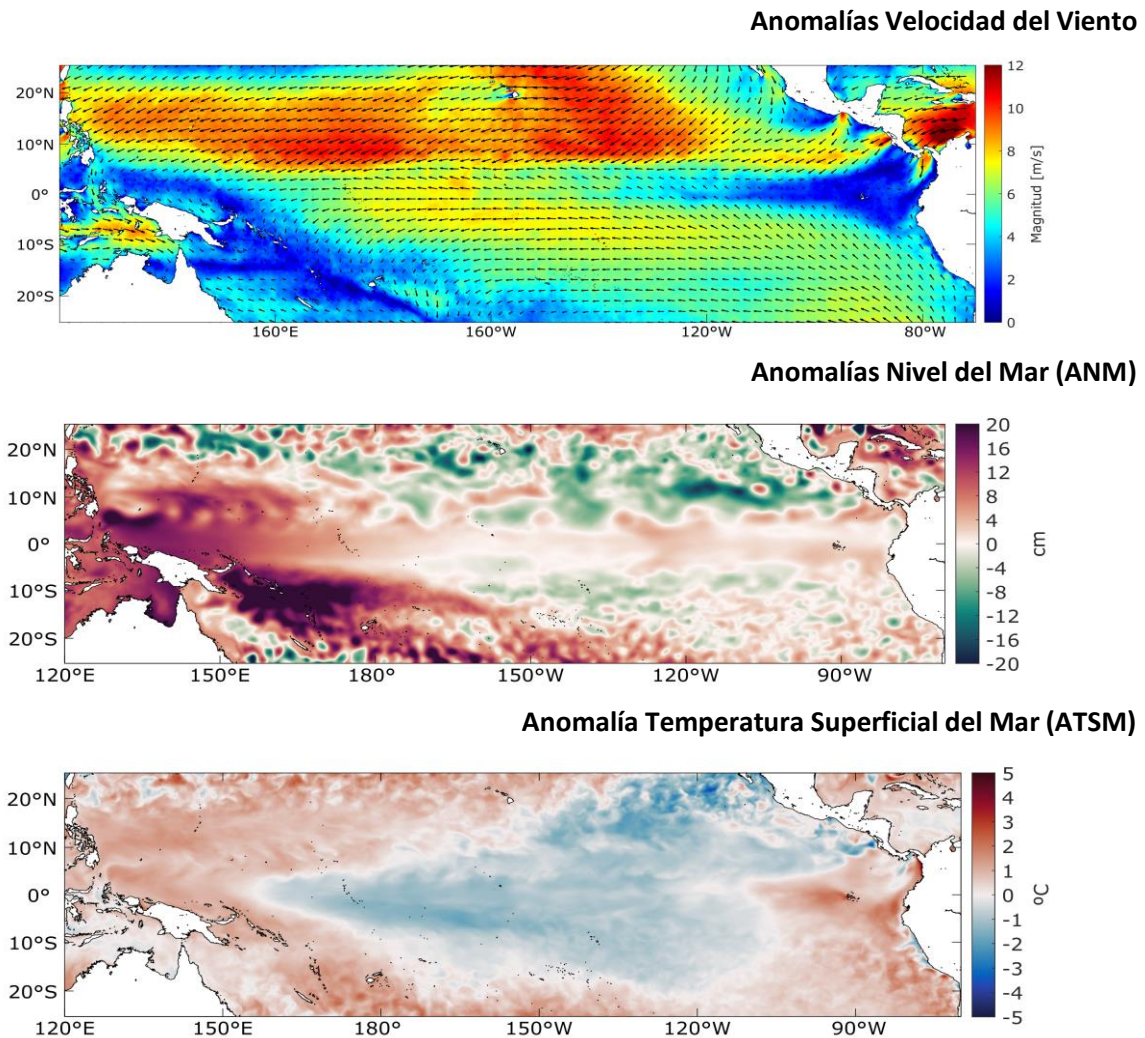 Anomalías Velocidad del Viento
20°N
10°N
0°
10°S
20°S
160°E
160°W
120°W
80°W
12
10
8
6
4
2
0
Magnitud [m/s]
Anomalías Nivel del Mar (ANM)
20°N
10°N
0°
10°S
20°S
120°E
150°E
180°
150°W
120°W
90°W
20
16
12
8
4
0
-4
-8
-12
-16
-20
cm
Anomalía Temperatura Superficial del Mar (ATSM)
20°N
10°N
0°
10°S
20°S
120°E
150°E
180°
150°W
120°W
90°W
5
4
3
2
1
0
-1
-2
-3
-4
-5
ºC